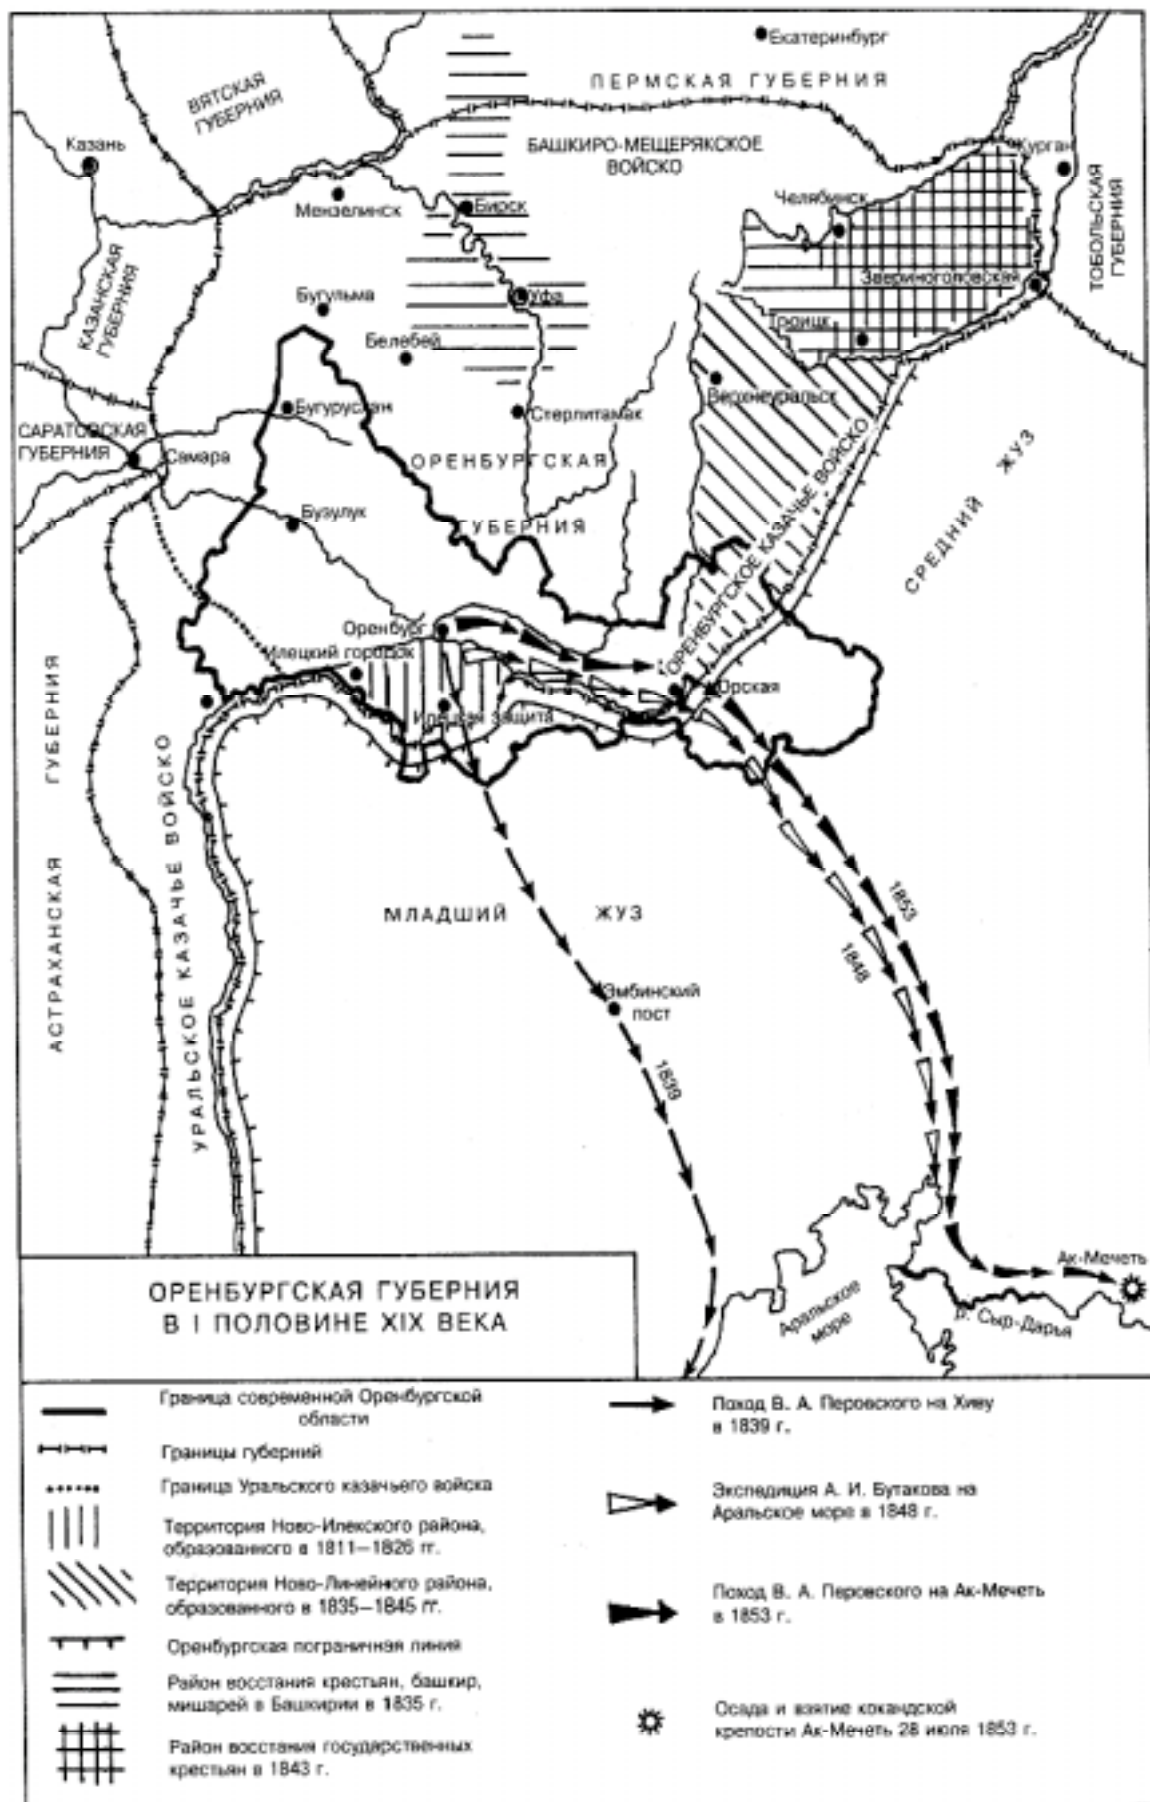 Екатеринбург
ПЕРМСКАЯ ГУБЕРНИЯ
ВЯТСКАЯ
ГУБЕРНИЯ
Казань
БАШКИРО-МЕЩЕРЯКСКОЕ
ВОЙСКО
Курган
Мензелинск
Бирск
Челябинск
ТОБОЛЬСКАЯ
ГУБЕРНИЯ
КАЗАНСКАЯ
ГУБЕРНИЯ
Звериноголовская
Бугульма
Уфа
Белебей
Троицк
Верхнеуральск
Бугуруслан
Стерлитамак
САРАТОВСКАЯ
ГУБЕРНИЯ
Самара
ОРЕНБУРГСКАЯ
ГУБЕРНИЯ
Бузулук
ОРЕНБУРГСКОЕ КАЗАЧЬЕ ВОЙСКО
СРЕДНИЙ ЖУЗ
Оренбург
Илецкий городок
Илецкая защита
Орская
АСТРАХАНСКАЯ ГУБЕРНИЯ
УРАЛЬСКОЕ КАЗАЧЬЕ ВОЙСКО
МЛАДШИЙ ЖУЗ
1853
1848
Эмбинский
пост
1839
Ак-Мечеть
Аральское
море
р. Сыр-Дарья
ОРЕНБУРГСКАЯ ГУБЕРНИЯ
В I ПОЛОВИНЕ XIX ВЕКА
Граница современной Оренбургской
области
Границы губерний
Граница Уральского казачьего войска
Территория Ново-Илекского района,
образованного в 1811—1826 гг.
Территория Ново-Линейного района,
образованного в 1835—1845 гг.
Оренбургская пограничная линия
Район восстания крестьян, башкир,
мишарей в Башкирии в 1835 г.
Район восстания государственных
крестьян в 1843 г.
Поход В. А. Перовского на Хиву
в 1839 г.
Экспедиция А. И. Бутакова на
Аральское море в 1848 г.
Поход В. А. Перовского на Ак-Мечеть
в 1853 г.
Осада и взятие кокандской
крепости Ак-Мечеть 28 июля 1853 г.